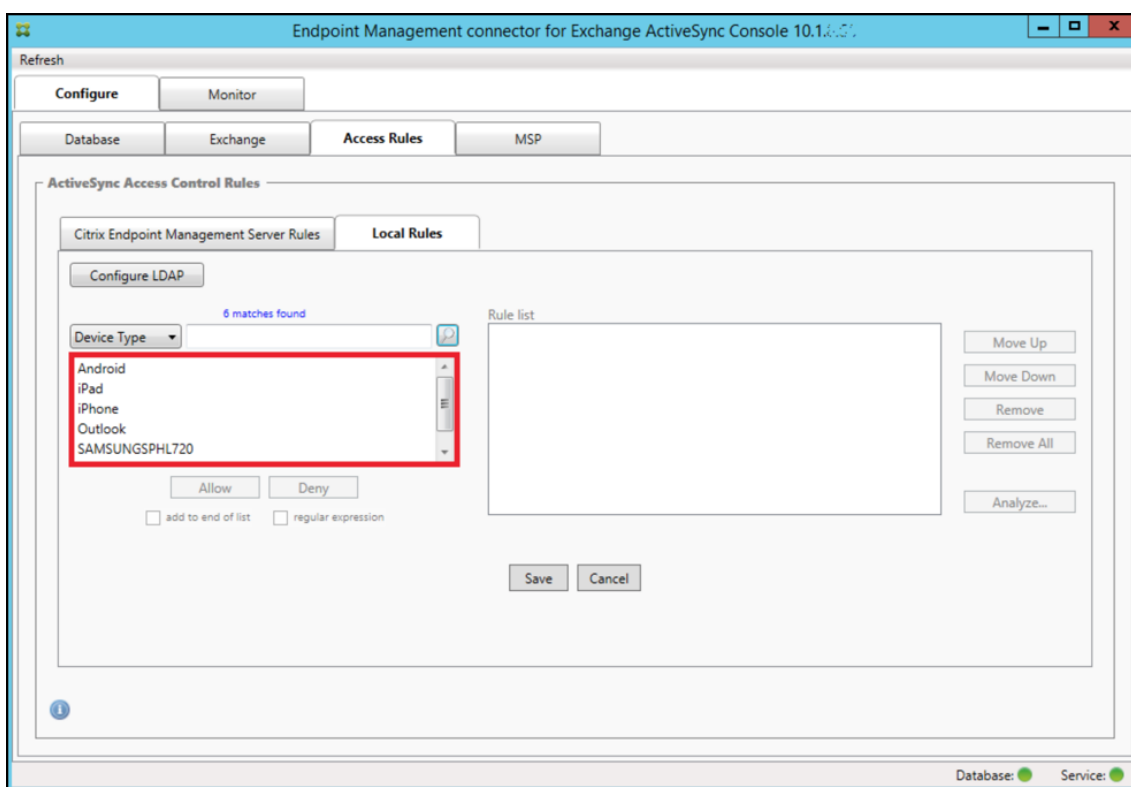 Endpoint Management connector for Exchange ActiveSync Console 10.1.
Refresh
Configure Monitor
Database Exchange Access Rules MSP
ActiveSync Access Control Rules
Citrix Endpoint Management Server Rules Local Rules
Configure LDAP
6 matches found Rule list
Device Type
Android
iPad
iPhone
Outlook
SAMSUNGSPHL720
Move Up
Move Down
Remove
Remove All
Analyze...
Allow Deny
add to end of list regular expression
Save Cancel
Database: Service: